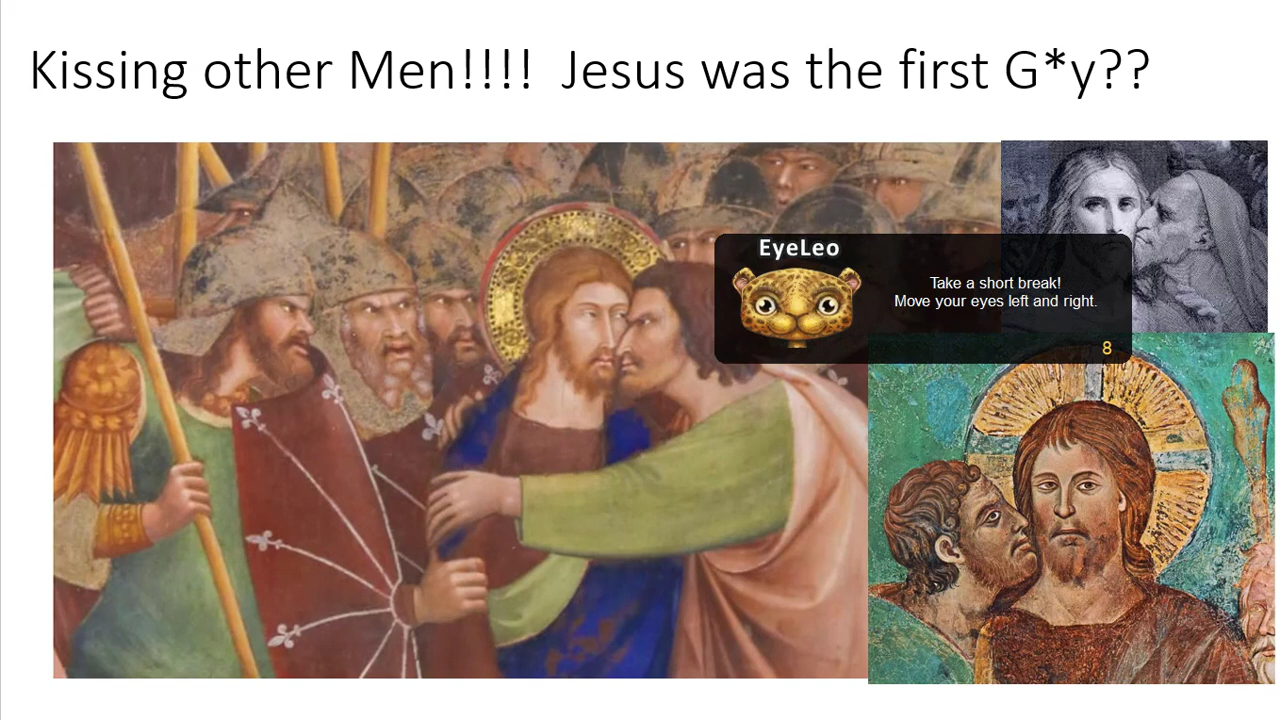 Kissing other Men!!!!  Jesus was the first G*y??
EyeLeo
Take a short break!
Move your eyes left and right.
8